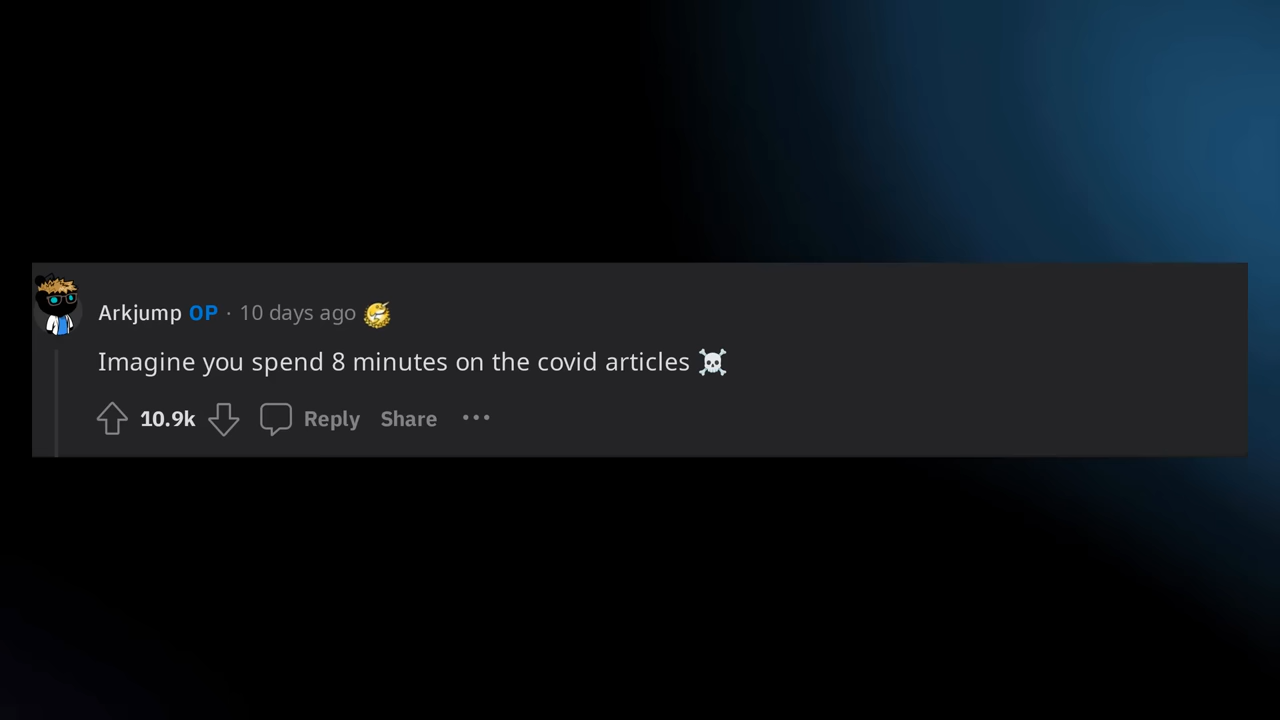 Arkjump OP · 10 days ago
Imagine you spend 8 minutes on the covid articles ☠️
10.9k Reply Share ···